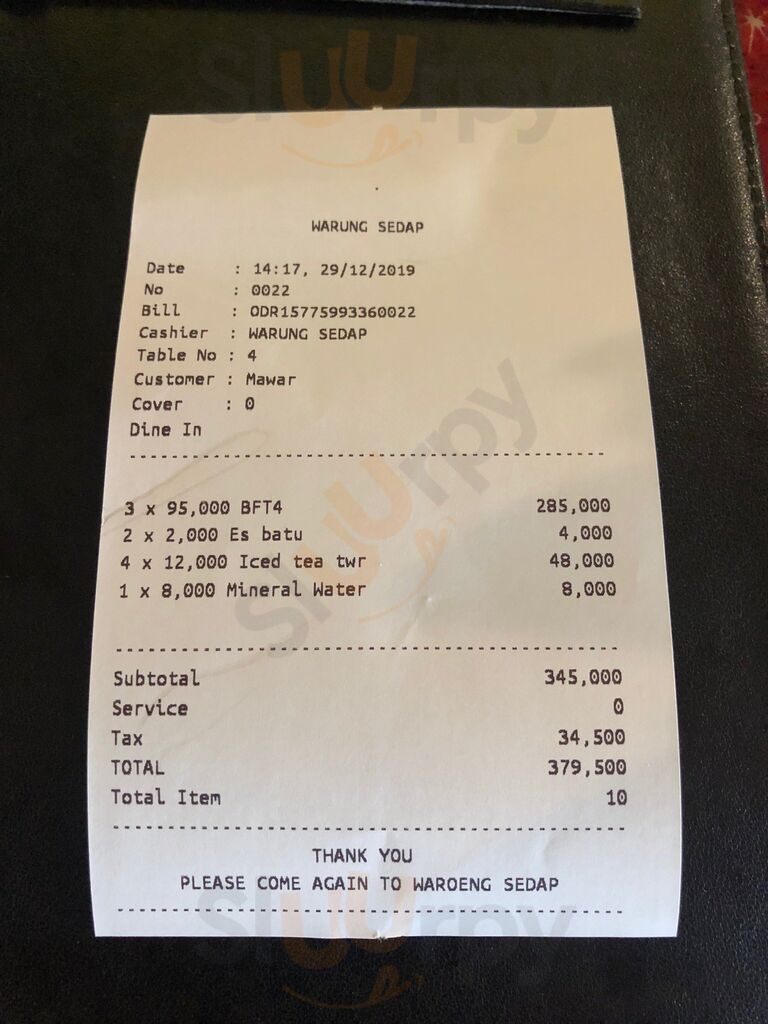 WARUNG SEDAP
Date : 14:17, 29/12/2019
No : 0022
Bill : ODR15775993360022
Cashier : WARUNG SEDAP
Table No : 4
Customer : Mawar
Cover : 0
Dine In
3 x 95,000 BFT4 285,000
2 x 2,000 Es batu 4,000
4 x 12,000 Iced tea twr 48,000
1 x 8,000 Mineral Water 8,000
Subtotal 345,000
Service 0
Tax 34,500
TOTAL 379,500
Total Item 10
THANK YOU
PLEASE COME AGAIN TO WAROENG SEDAP
sluurpy
sluurpy
sluurpy